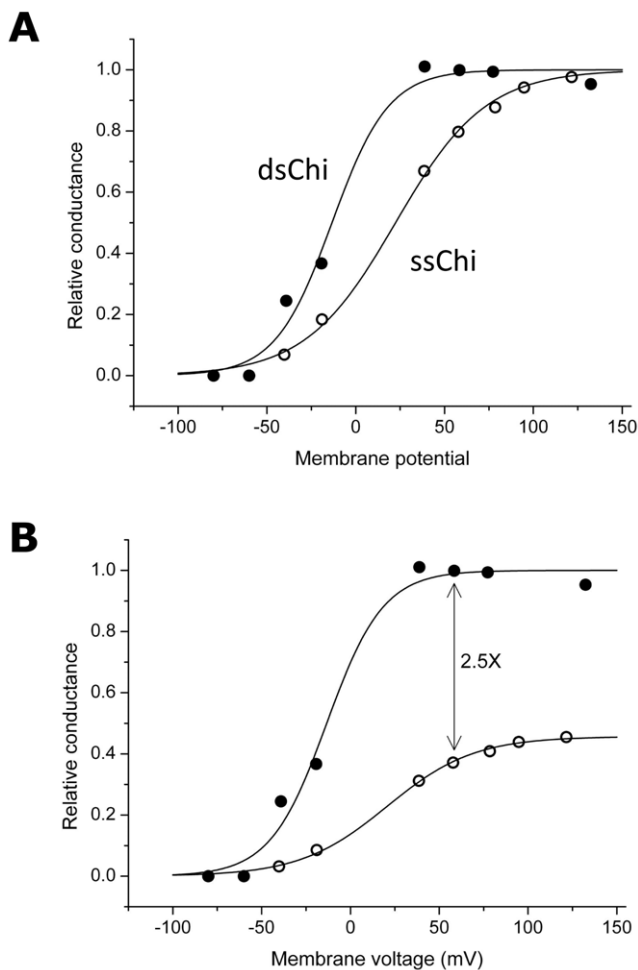 A
Relative conductance
1.0
0.8
0.6
0.4
0.2
0.0
dsChi
ssChi
-100 -50 0 50 100 150
Membrane potential
B
Relative conductance
1.0
0.8
0.6
0.4
0.2
0.0
2.5X
-100 -50 0 50 100 150
Membrane voltage (mV)